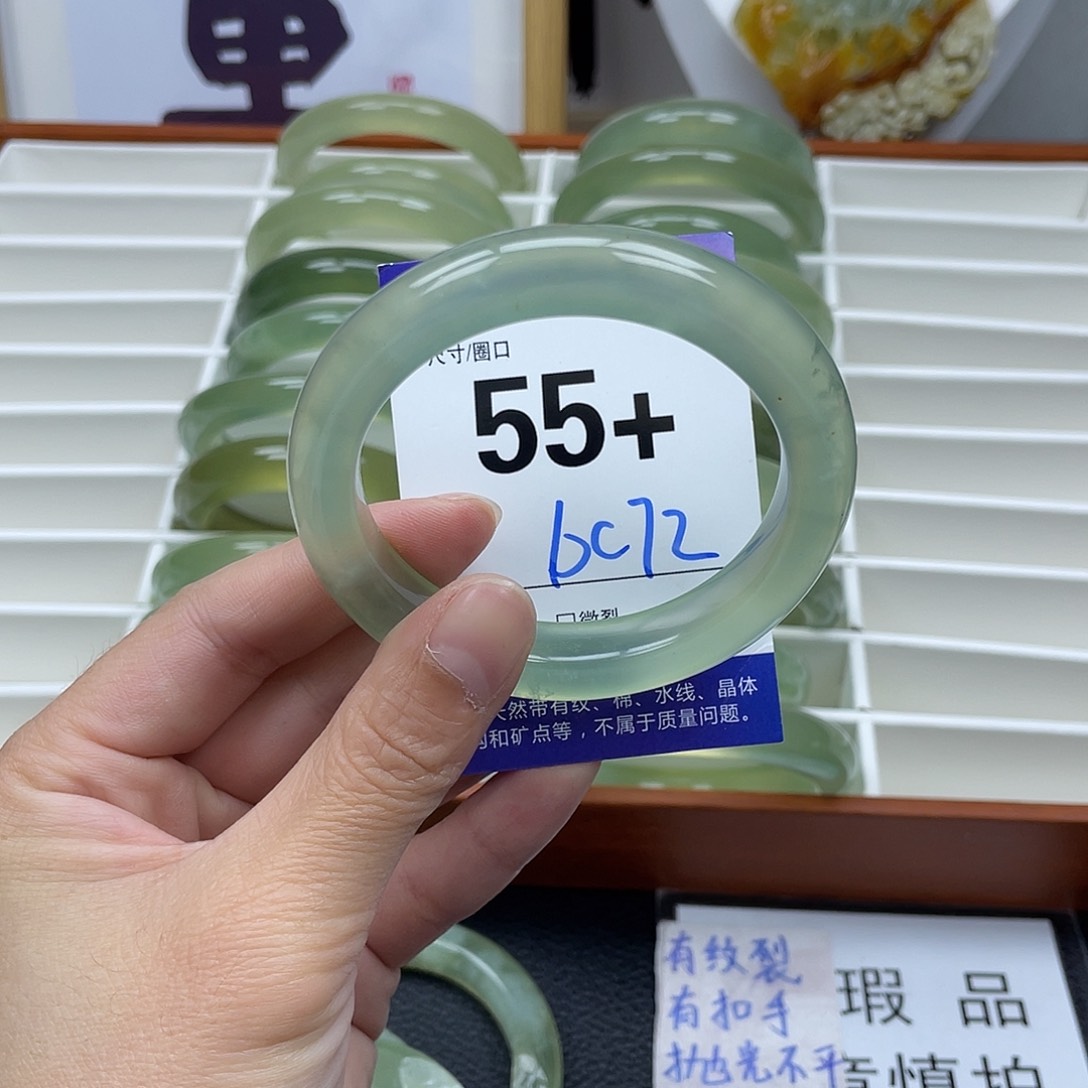 尺寸/圈口
55+
bc72
口微裂
天然带有纹、棉、水线、晶体
和矿点等，不属于质量问题。
有纹裂
有扣手
抛光不平
瑕 品
慎拍